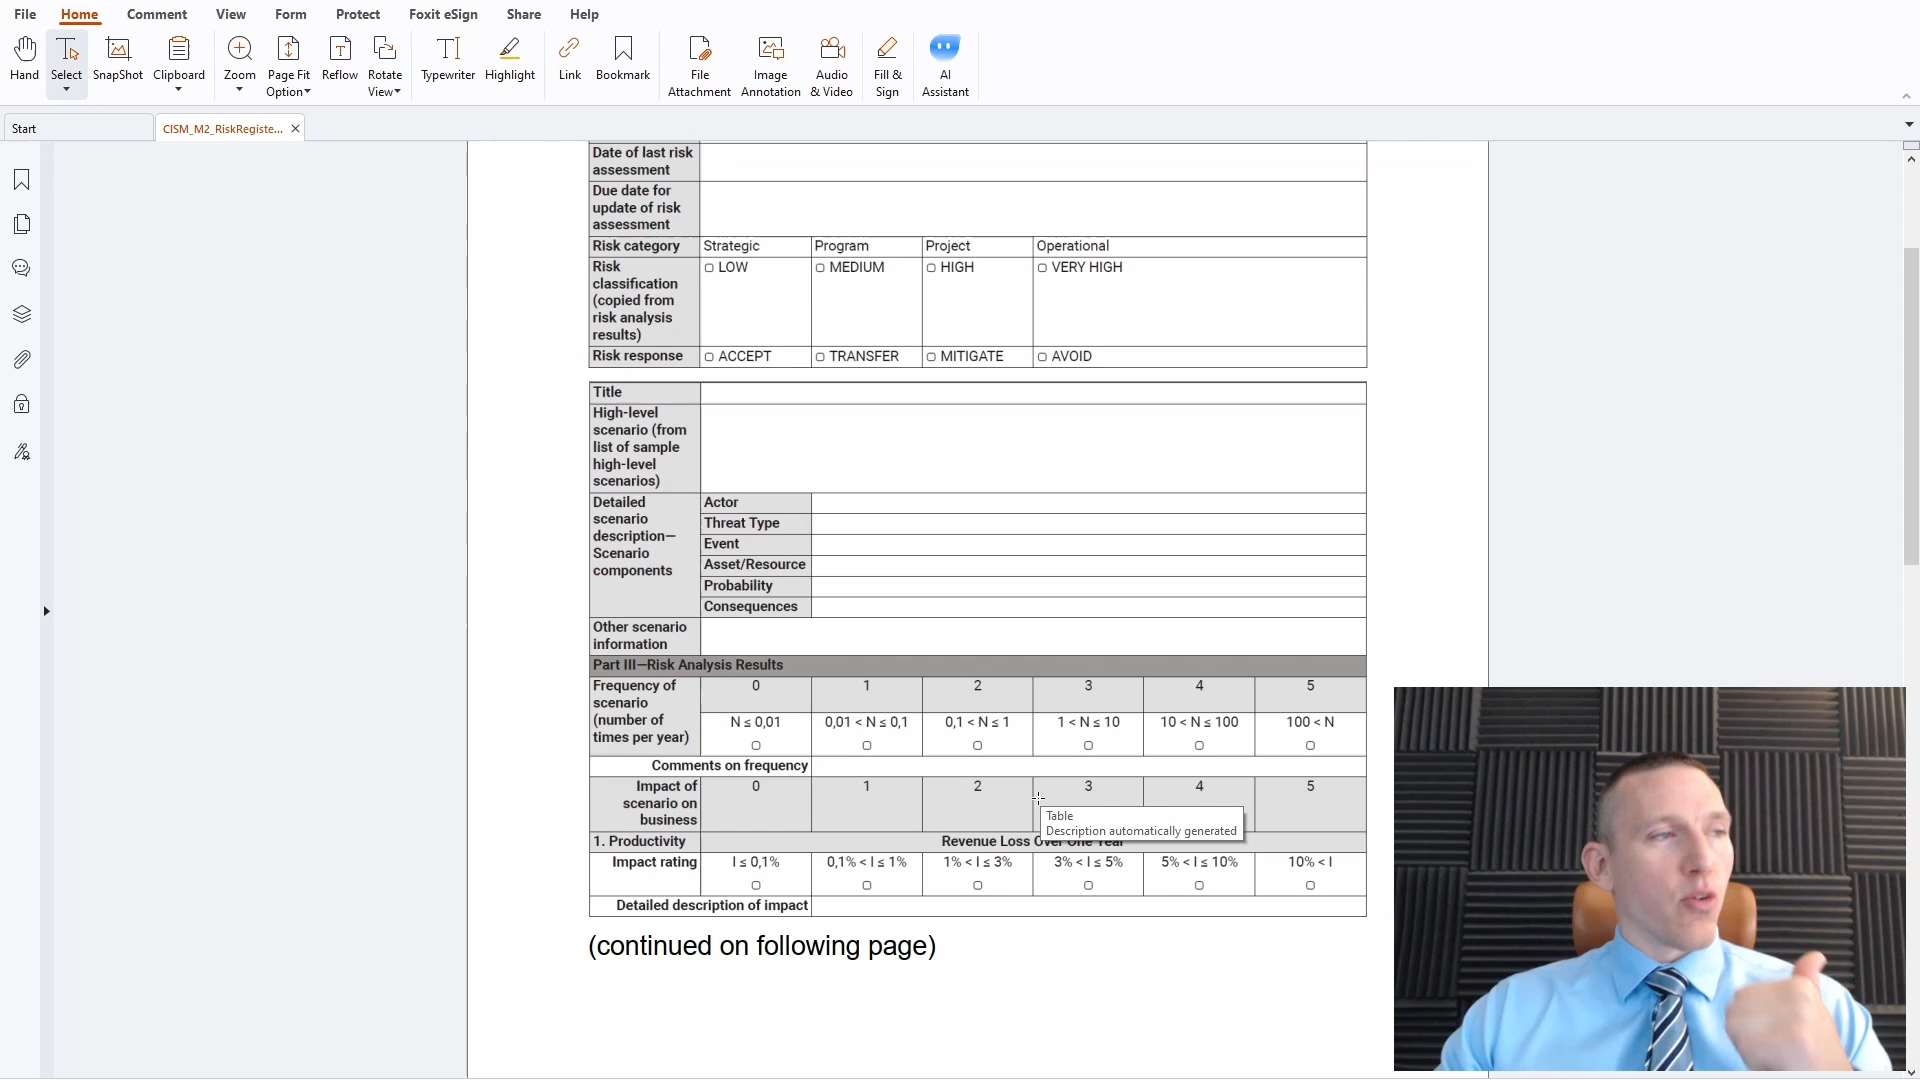 File Home Comment View Form Protect Foxit eSign Share Help
Hand Select SnapShot Clipboard Zoom Page Fit Option Reflow Rotate View Typewriter Highlight Link Bookmark File Attachment Image Annotation Audio & Video Fill & Sign AI Assistant
Start CISM_M2_RiskRegiste...
Date of last risk
assessment
Due date for
update of risk
assessment
Risk category Strategic Program Project Operational
Risk LOW MEDIUM HIGH VERY HIGH
classification
(copied from
risk analysis
results)
Risk response ACCEPT TRANSFER MITIGATE AVOID
Title
High-level
scenario (from
list of sample
high-level
scenarios)
Detailed
scenario
description—
Scenario
components
Actor
Threat Type
Event
Asset/Resource
Probability
Consequences
Other scenario
information
Part III—Risk Analysis Results
Frequency of
scenario
(number of
times per year)
0 1 2 3 4 5
N ≤ 0,01 0,01 < N ≤ 0,1 0,1 < N ≤ 1 1 < N ≤ 10 10 < N ≤ 100 100 < N
Comments on frequency
Impact of
scenario on
business
0 1 2 3 4 5
Table
Description automatically generated
1. Productivity Revenue Loss Over One Year
Impact rating I ≤ 0,1% 0,1% < I ≤ 1% 1% < I ≤ 3% 3% < I ≤ 5% 5% < I ≤ 10% 10% < I
Detailed description of impact
(continued on following page)